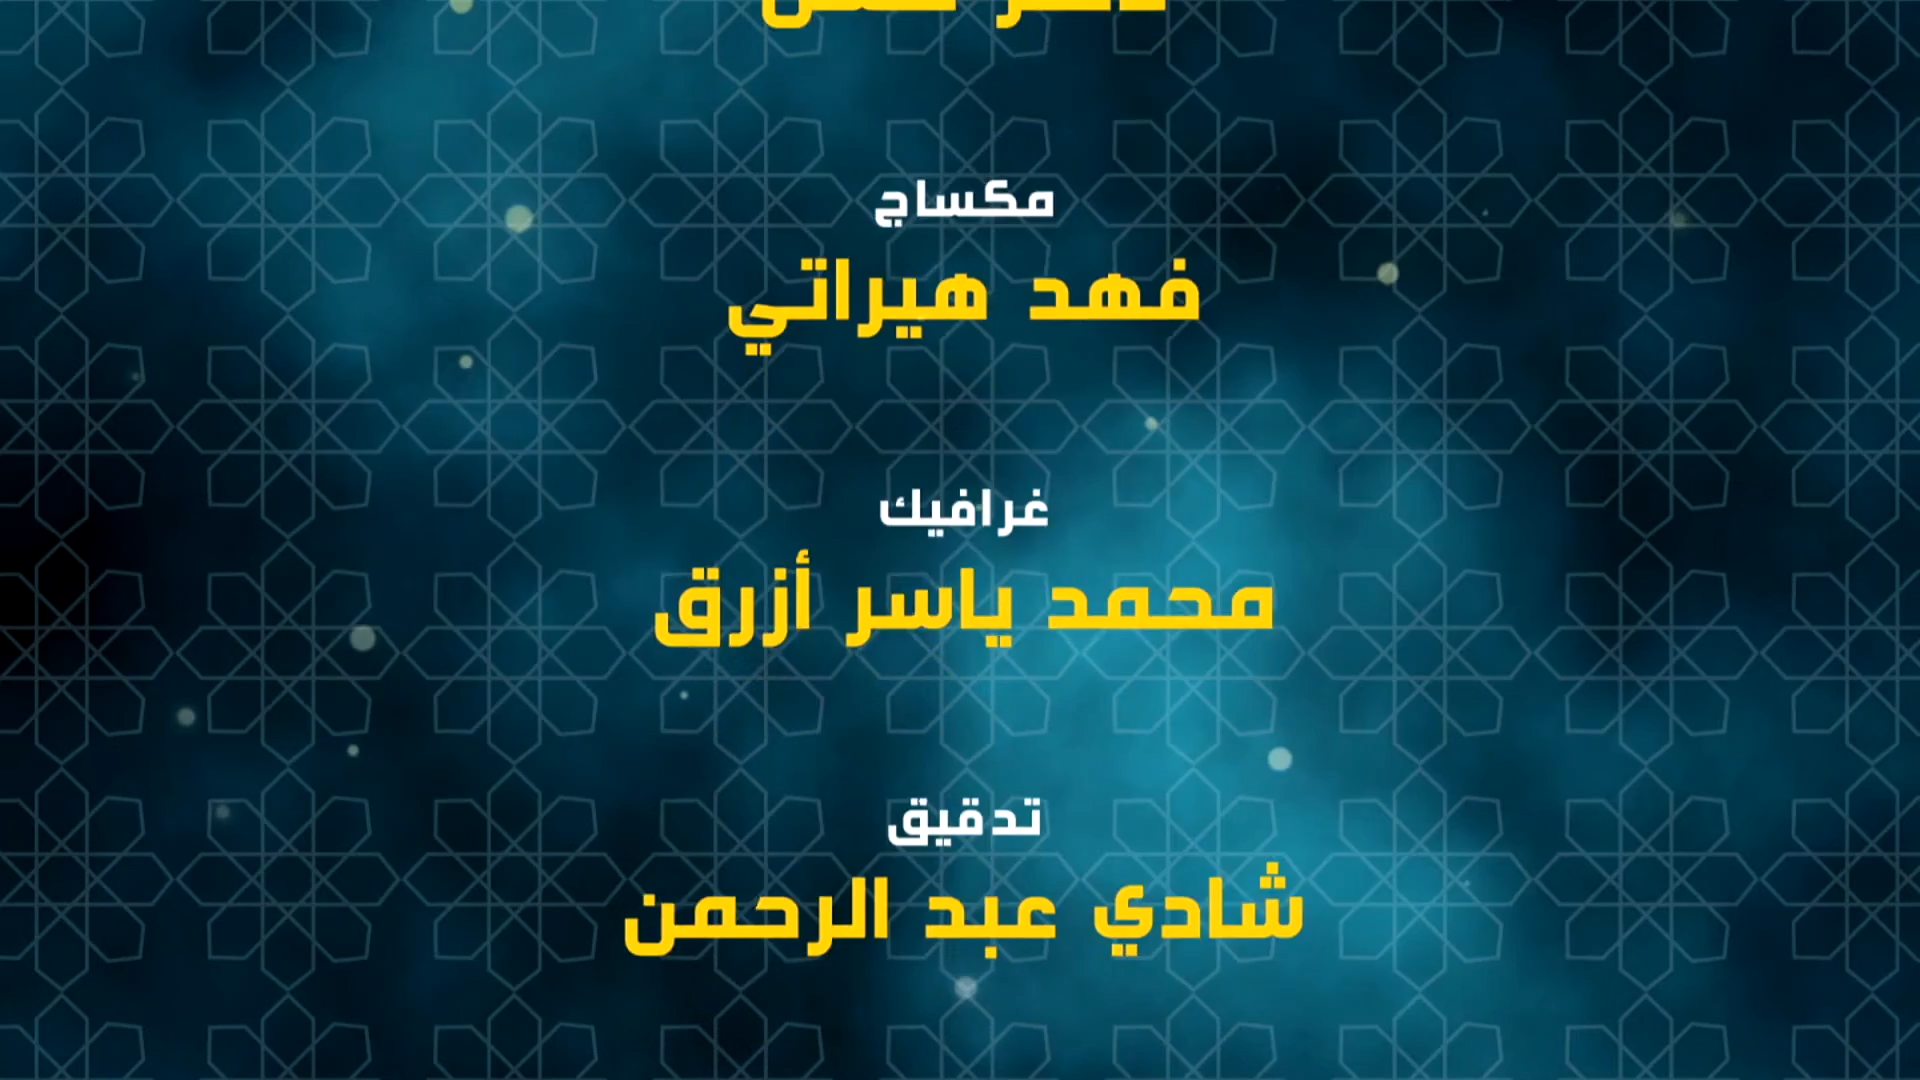 مكساج
فهد هيراتي
غرافيك
محمد ياسر أزرق
تدقيق
شادي عبد الرحمن